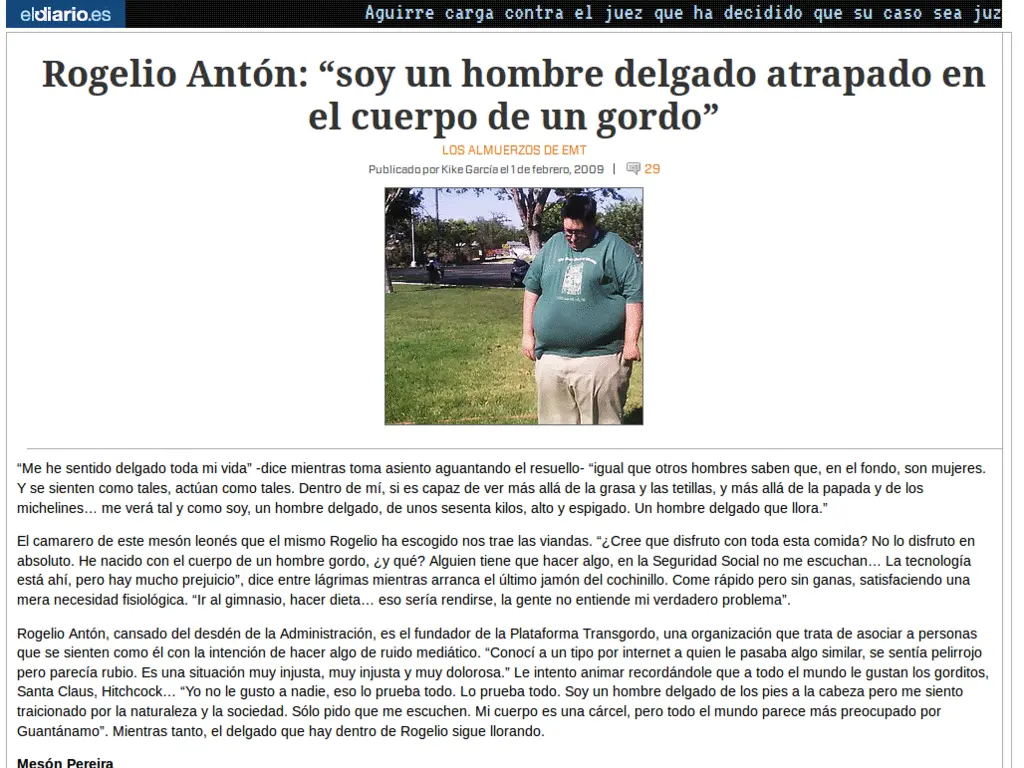 eldiario.es
Aguirre carga contra el juez que ha decidido que su caso sea juz
Rogelio Antón: “soy un hombre delgado atrapado en
el cuerpo de un gordo”
LOS ALMUERZOS DE EMT
Publicado por Kike García el 1 de febrero, 2009 | 29
“Me he sentido delgado toda mi vida” -dice mientras toma asiento aguantando el resuello- “igual que otros hombres saben que, en el fondo, son mujeres.
Y se sienten como tales, actúan como tales. Dentro de mí, si es capaz de ver más allá de la grasa y las tetillas, y más allá de la papada y de los
michelines… me verá tal y como soy, un hombre delgado, de unos sesenta kilos, alto y espigado. Un hombre delgado que llora.”
El camarero de este mesón leonés que el mismo Rogelio ha escogido nos trae las viandas. “¿Cree que disfruto con toda esta comida? No lo disfruto en
absoluto. He nacido con el cuerpo de un hombre gordo, ¿y qué? Alguien tiene que hacer algo, en la Seguridad Social no me escuchan… La tecnología
está ahí, pero hay mucho prejuicio”, dice entre lágrimas mientras arranca el último jamón del cochinillo. Come rápido pero sin ganas, satisfaciendo una
mera necesidad fisiológica. “Ir al gimnasio, hacer dieta… eso sería rendirse, la gente no entiende mi verdadero problema”.
Rogelio Antón, cansado del desdén de la Administración, es el fundador de la Plataforma Transgordo, una organización que trata de asociar a personas
que se sienten como él con la intención de hacer algo de ruido mediático. “Conocí a un tipo por internet a quien le pasaba algo similar, se sentía pelirrojo
pero parecía rubio. Es una situación muy injusta, muy injusta y muy dolorosa.” Le intento animar recordándole que a todo el mundo le gustan los gorditos,
Santa Claus, Hitchcock… “Yo no le gusto a nadie, eso lo prueba todo. Lo prueba todo. Soy un hombre delgado de los pies a la cabeza pero me siento
traicionado por la naturaleza y la sociedad. Sólo pido que me escuchen. Mi cuerpo es una cárcel, pero todo el mundo parece más preocupado por
Guantánamo”. Mientras tanto, el delgado que hay dentro de Rogelio sigue llorando.
Mesón Pereira